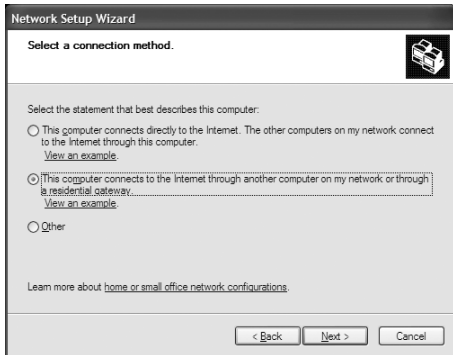 Network Setup Wizard
Select a connection method.
Select the statement that best describes this computer:
This computer connects directly to the Internet. The other computers on my network connect
to the Internet through this computer.
View an example.
This computer connects to the Internet through another computer on my network or through
a residential gateway.
View an example.
Other
Learn more about home or small office network configurations.
< Back Next > Cancel